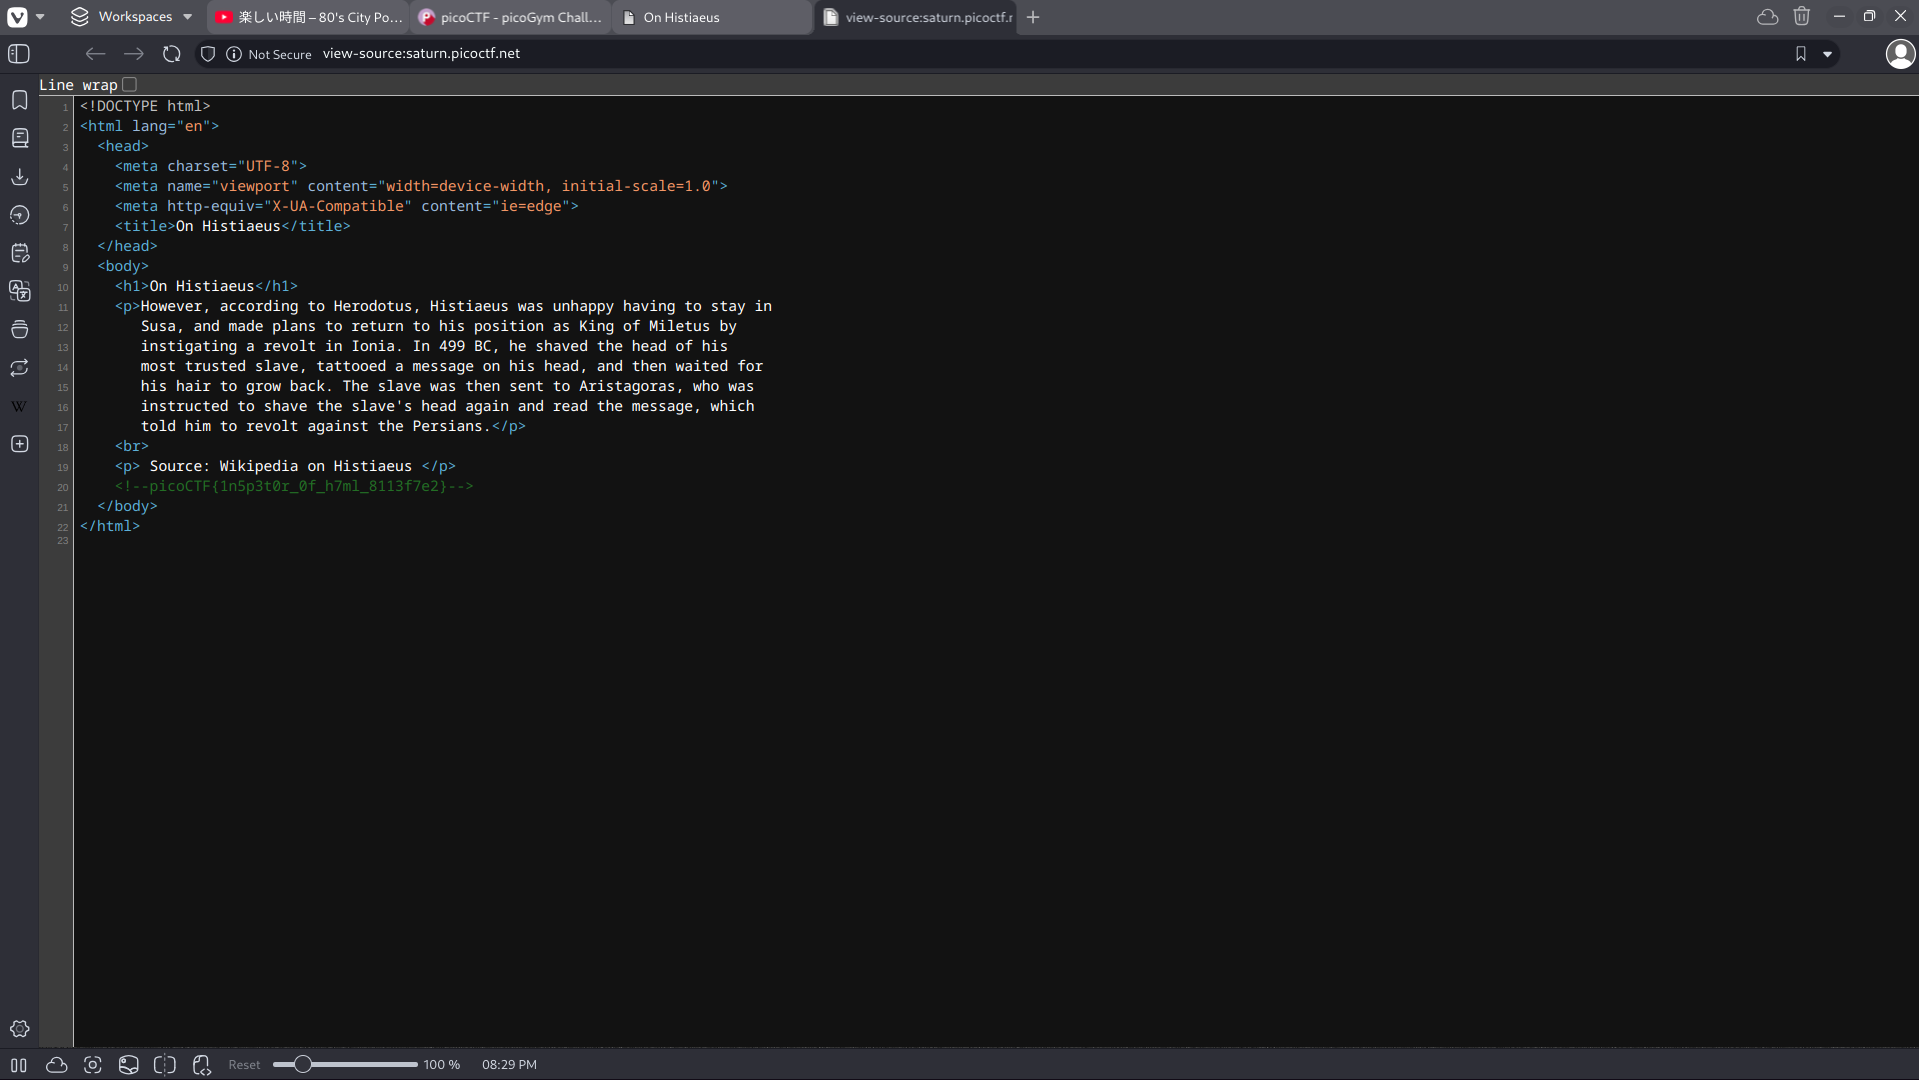 Workspaces
楽しい時間 – 80's City Po...
picoCTF - picoGym Chall...
On Histiaeus
view-source:saturn.picoctf.r
Not Secure
view-source:saturn.picoctf.net
Line wrap
1 <!DOCTYPE html>
2 <html lang="en">
3 <head>
4 <meta charset="UTF-8">
5 <meta name="viewport" content="width=device-width, initial-scale=1.0">
6 <meta http-equiv="X-UA-Compatible" content="ie=edge">
7 <title>On Histiaeus</title>
8 </head>
9 <body>
10 <h1>On Histiaeus</h1>
11 <p>However, according to Herodotus, Histiaeus was unhappy having to stay in
12 Susa, and made plans to return to his position as King of Miletus by
13 instigating a revolt in Ionia. In 499 BC, he shaved the head of his
14 most trusted slave, tattooed a message on his head, and then waited for
15 his hair to grow back. The slave was then sent to Aristagoras, who was
16 instructed to shave the slave's head again and read the message, which
17 told him to revolt against the Persians.</p>
18 <br>
19 <p> Source: Wikipedia on Histiaeus </p>
20 <!--picoCTF{1n5p3t0r_0f_h7ml_8113f7e2}-->
21 </body>
22 </html>
23
W
Reset
100 %
08:29 PM